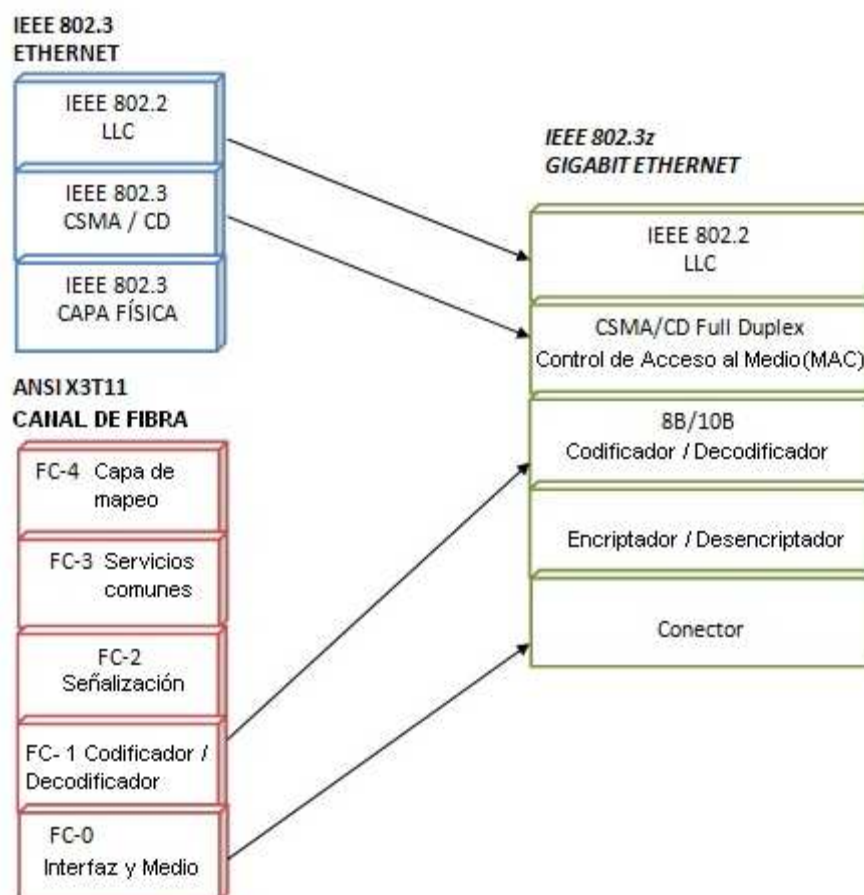 IEEE 802.3
ETHERNET
IEEE 802.2
LLC
IEEE 802.3
CSMA / CD
IEEE 802.3
CAPA FÍSICA
ANSI X3T11
CANAL DE FIBRA
FC-4 Capa de
mapeo
FC-3 Servicios
comunes
FC-2
Señalización
FC- 1 Codificador /
Decodificador
FC-0
Interfaz y Medio
IEEE 802.3z
GIGABIT ETHERNET
IEEE 802.2
LLC
CSMA/CD Full Duplex
Control de Acceso al Medio(MAC)
8B/10B
Codificador / Decodificador
Encriptador / Desencriptador
Conector